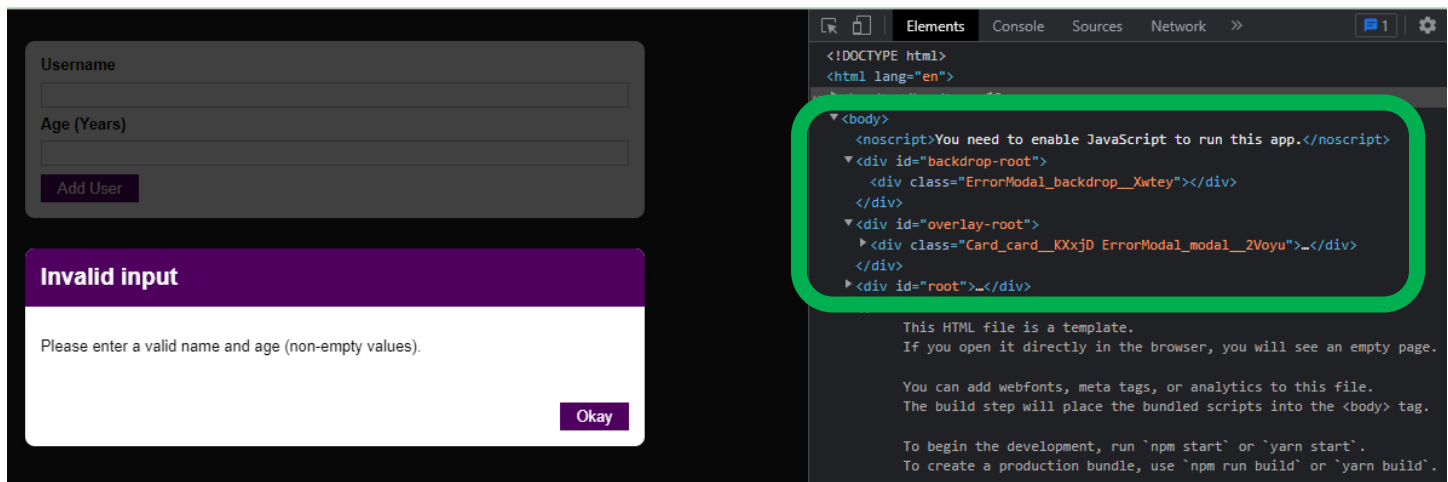 Username
Age (Years)
Add User
Invalid input
Please enter a valid name and age (non-empty values).
Okay
Elements Console Sources Network » 1
<!DOCTYPE html>
<html lang="en">
▼<body>
<noscript>You need to enable JavaScript to run this app.</noscript>
▼<div id="backdrop-root">
<div class="ErrorModal_backdrop__Xwtey"></div>
</div>
▼<div id="overlay-root">
▶<div class="Card_card__KXxjD ErrorModal_modal__2Voyu">…</div>
</div>
▶<div id="root">…</div>
This HTML file is a template.
If you open it directly in the browser, you will see an empty page.
You can add webfonts, meta tags, or analytics to this file.
The build step will place the bundled scripts into the <body> tag.
To begin the development, run `npm start` or `yarn start`.
To create a production bundle, use `npm run build` or `yarn build`.